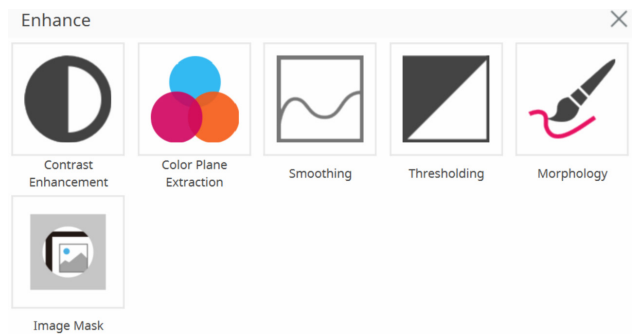 Enhance
Contrast
Enhancement
Color Plane
Extraction
Smoothing
Thresholding
Morphology
Image Mask